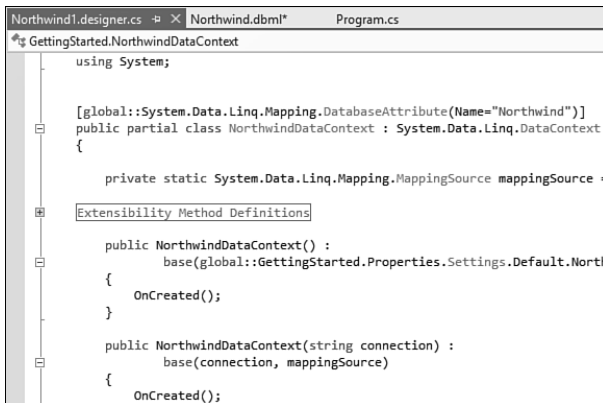 Northwind1.designer.cs Northwind.dbml* Program.cs
GettingStarted.NorthwindDataContext
using System;
[global::System.Data.Linq.Mapping.DatabaseAttribute(Name="Northwind")]
public partial class NorthwindDataContext : System.Data.Linq.DataContext
{
private static System.Data.Linq.Mapping.MappingSource mappingSource =
Extensibility Method Definitions
public NorthwindDataContext() :
base(global::GettingStarted.Properties.Settings.Default.North
{
OnCreated();
}
public NorthwindDataContext(string connection) :
base(connection, mappingSource)
{
OnCreated();